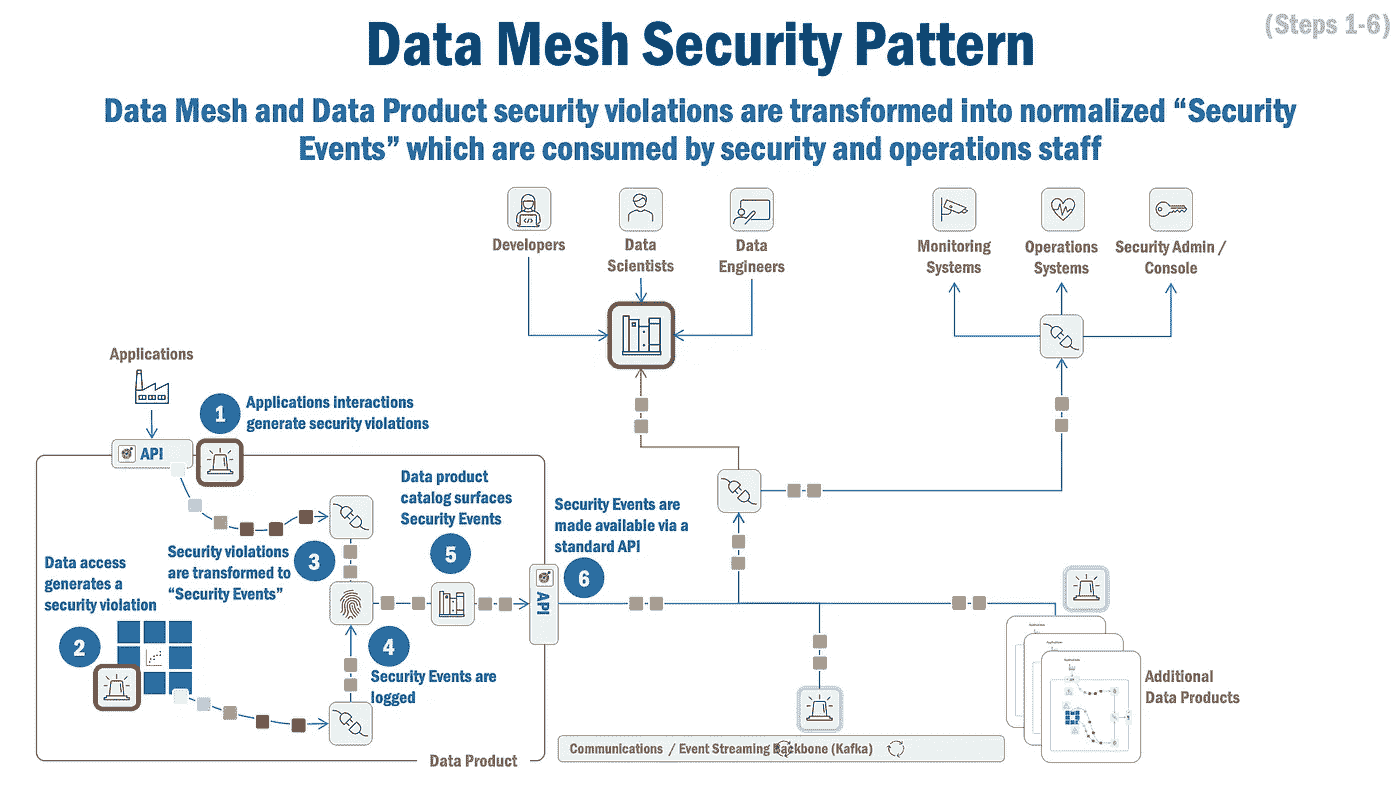 (Steps 1-6)
Data Mesh Security Pattern
Data Mesh and Data Product security violations are transformed into normalized “Security
Events” which are consumed by security and operations staff
Developers
Data
Scientists
Data
Engineers
Monitoring
Systems
Operations
Systems
Security Admin /
Console
Applications
1
Applications interactions
generate security violations
API
Data product
catalog surfaces
Security Events
5
Security Events are
made available via a
standard API
6
API
Security violations
are transformed to
“Security Events”
3
Data access
generates a
security violation
2
4
Security Events are
logged
Data Product
Communications / Event Streaming Backbone (Kafka)
Additional
Data Products